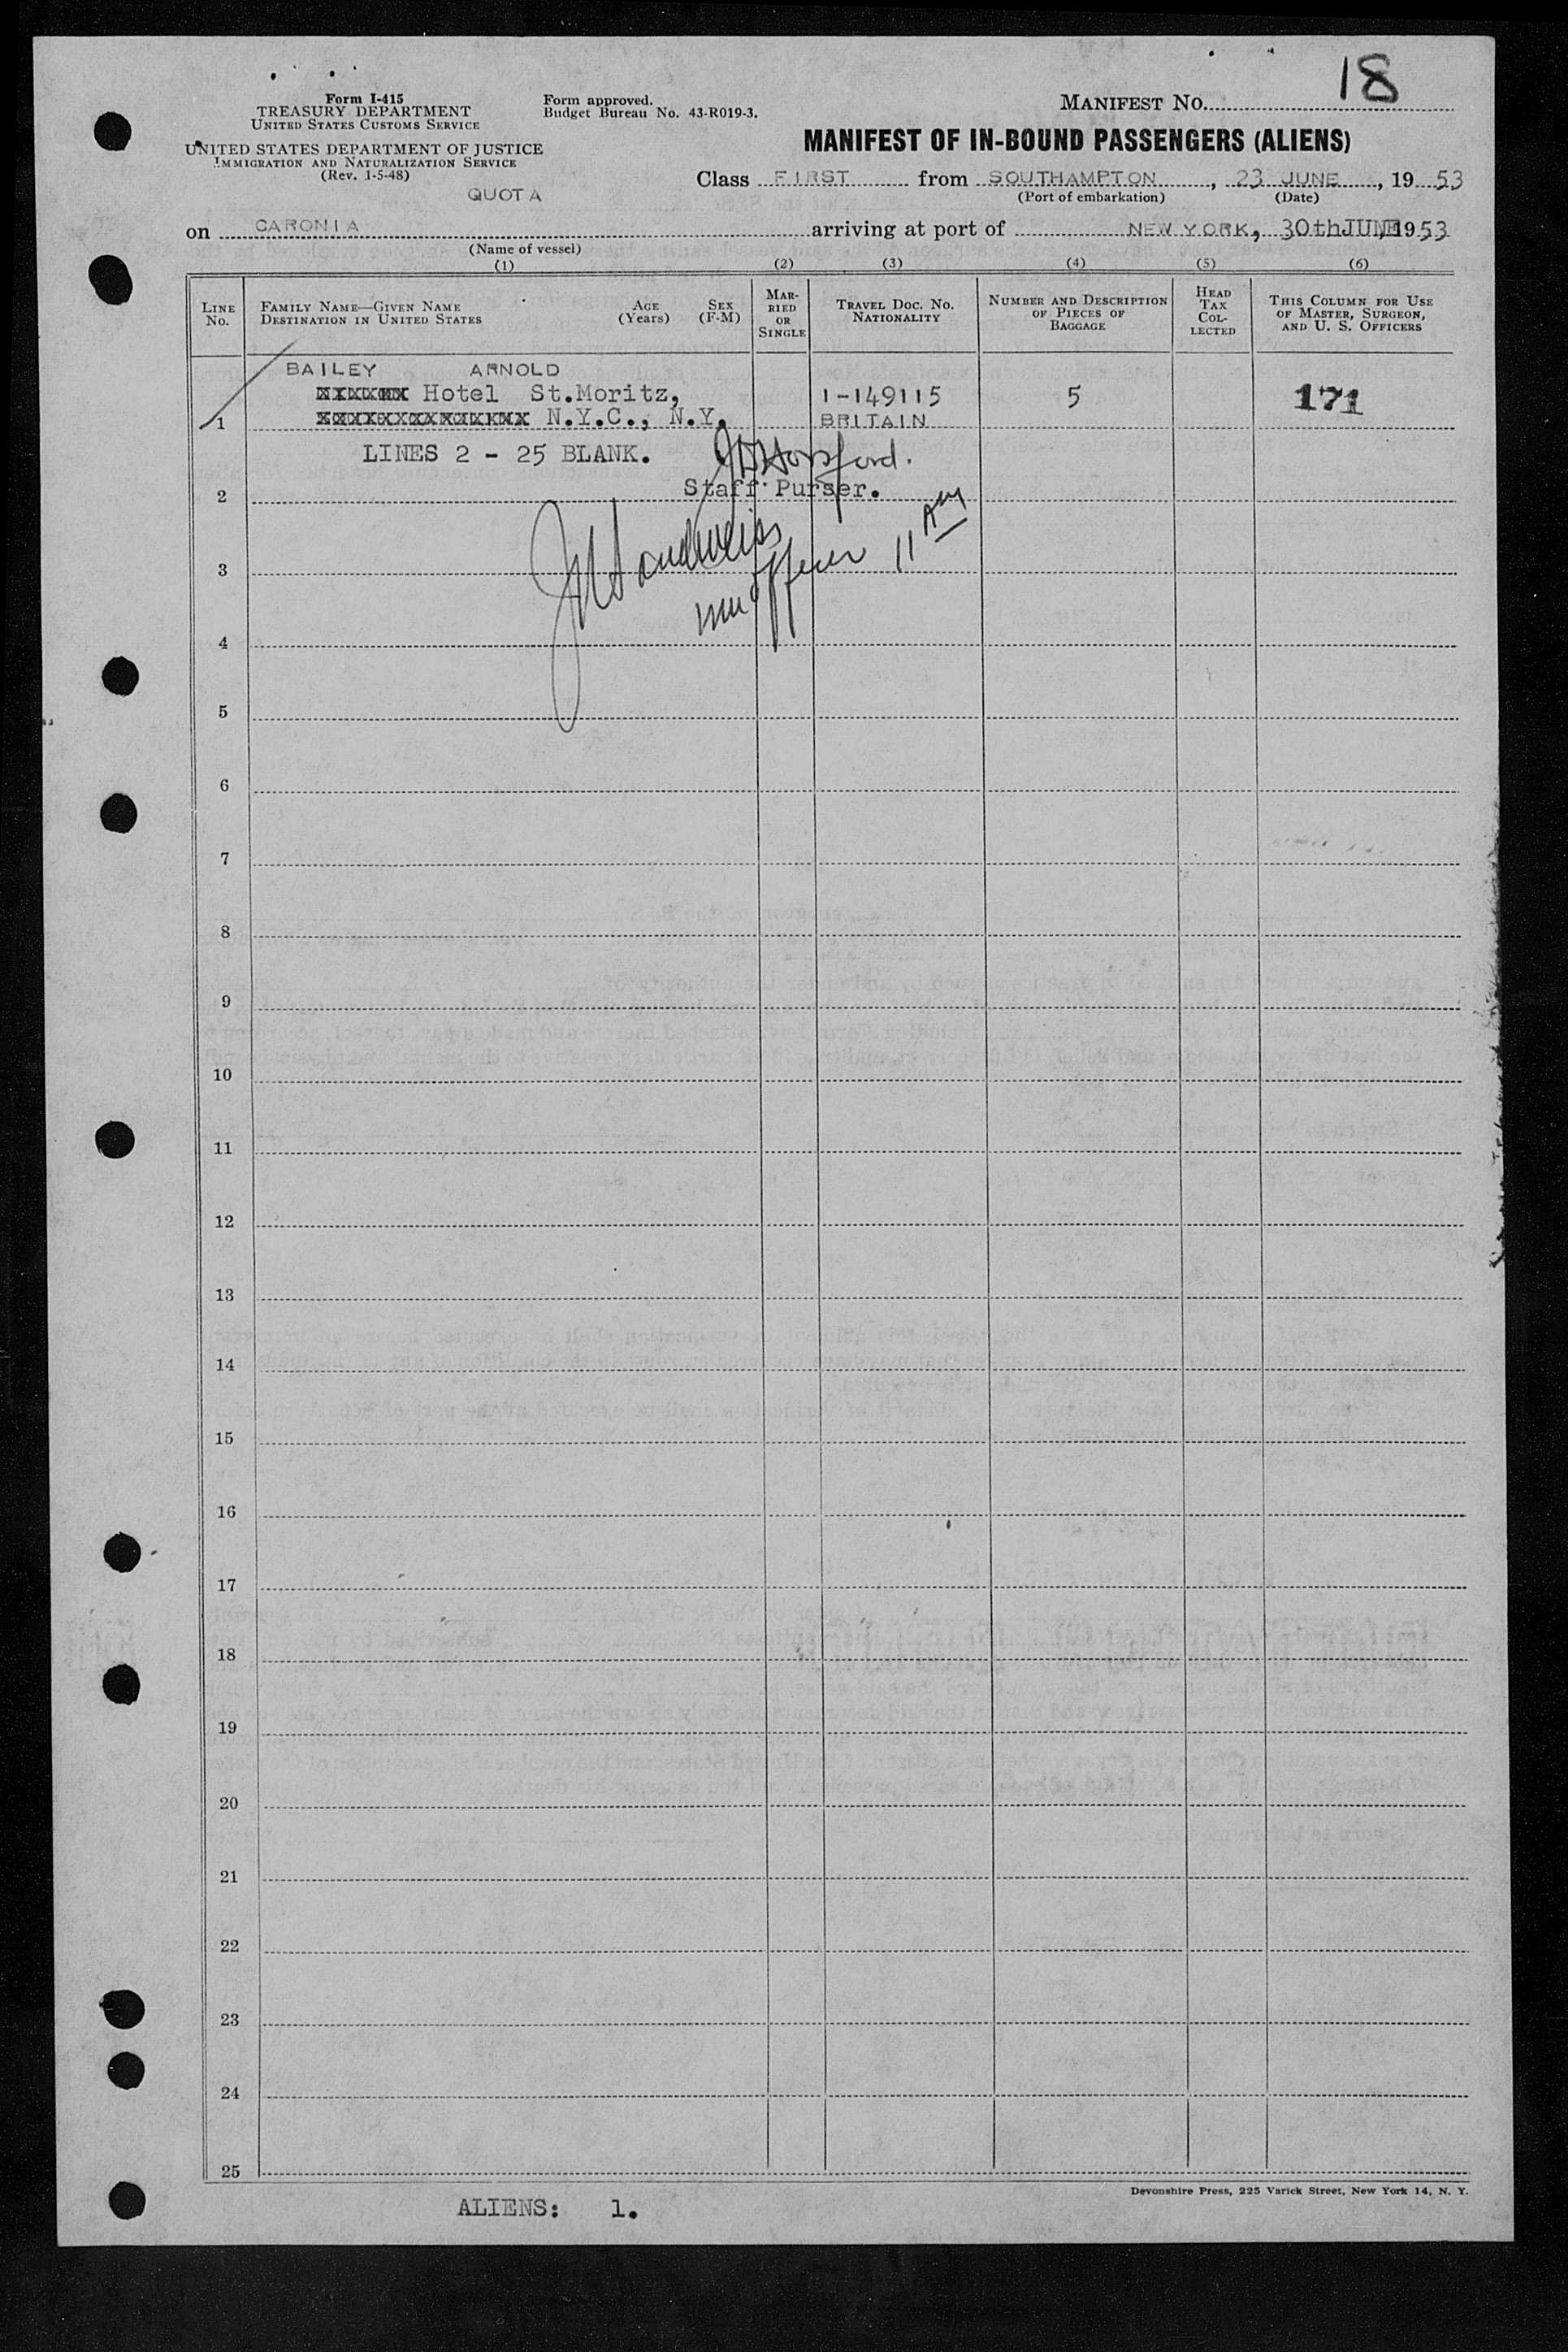 18
Form I-415
TREASURY DEPARTMENT
UNITED STATES CUSTOMS SERVICE
UNITED STATES DEPARTMENT OF JUSTICE
IMMIGRATION AND NATURALIZATION SERVICE
(Rev. 1-5-48)
Form approved.
Budget Bureau No. 43-R019-3.
MANIFEST No.
MANIFEST OF IN-BOUND PASSENGERS (ALIENS)
QUOTA
Class FIRST from SOUTHAMPTON, 23 JUNE, 1953
(Port of embarkation) (Date)
on CARONIA arriving at port of NEW YORK, 30thJUNE, 1953
(Name of vessel)
(1) (2) (3) (4) (5) (6)
LINE No.
FAMILY NAME—GIVEN NAME
DESTINATION IN UNITED STATES
AGE (Years)
SEX (F-M)
MARRIED OR SINGLE
TRAVEL DOC. NO. NATIONALITY
NUMBER AND DESCRIPTION OF PIECES OF BAGGAGE
HEAD TAX COLLECTED
THIS COLUMN FOR USE OF MASTER, SURGEON, AND U. S. OFFICERS
BAILEY ARNOLD
Hotel St.Moritz, 1-149115 5 171
1 N.Y.C., N.Y. BRITAIN
LINES 2 - 25 BLANK.
2 Staff Purser.
3
4
5
6
7
8
9
10
11
12
13
14
15
16
17
18
19
20
21
22
23
24
25
Devonshire Press, 225 Varick Street, New York 14, N. Y.
ALIENS: 1.